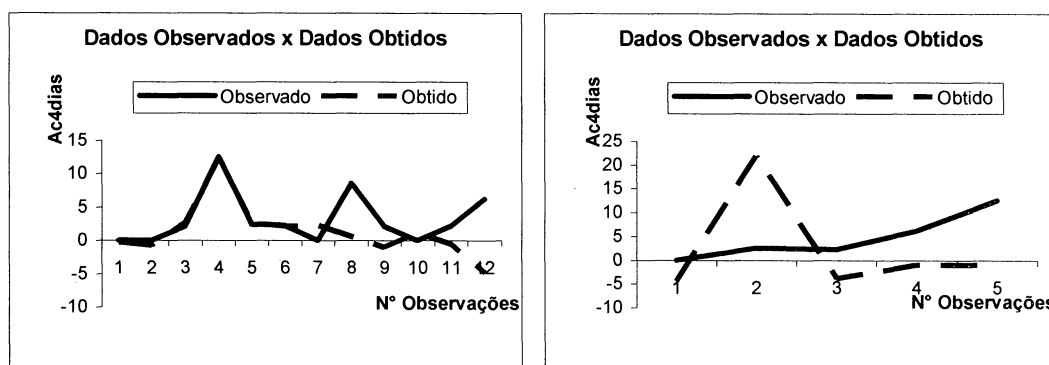 Dados Observados x Dados Obtidos
Ac4dias
Observado Obtido
15
10
5
0
-5
-10
1 2 3 4 5 6 7 8 9 10 11 12
N° Observações
Dados Observados x Dados Obtidos
Ac4dias
Observado Obtido
25
20
15
10
5
0
-5
-10
1 2 3 4 5
N° Observações